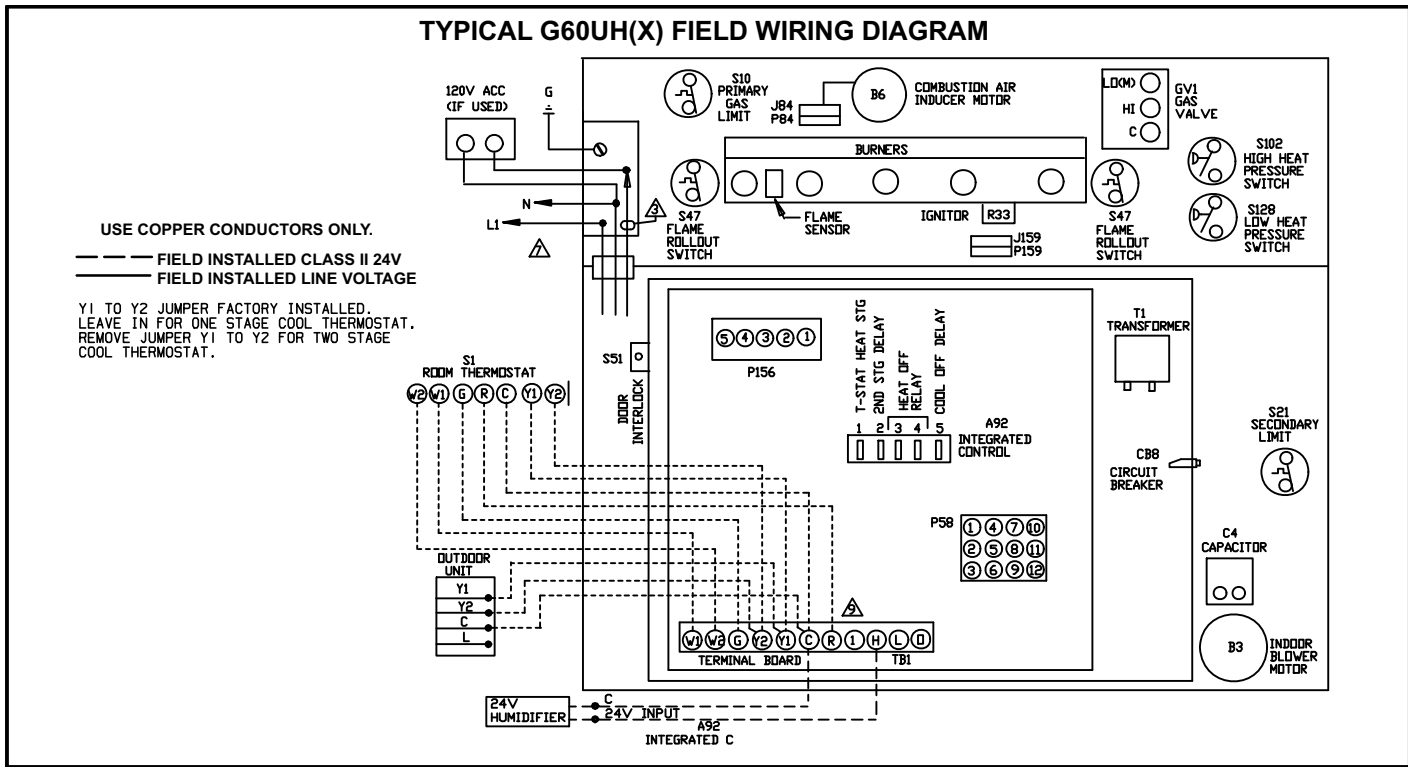 TYPICAL G60UH(X) FIELD WIRING DIAGRAM
120V ACC
(IF USED)
G
S10
PRIMARY
GAS
LIMIT
J84
P84
B6
COMBUSTION AIR
INDUCER MOTOR
LO(M)
HI
C
GV1
GAS
VALVE
BURNERS
S102
HIGH HEAT
PRESSURE
SWITCH
N
L1
3
7
S47
FLAME
ROLLOUT
SWITCH
FLAME
SENSOR
IGNITOR
R33
J159
P159
S47
FLAME
ROLLOUT
SWITCH
S128
LOW HEAT
PRESSURE
SWITCH
USE COPPER CONDUCTORS ONLY.
FIELD INSTALLED CLASS II 24V
FIELD INSTALLED LINE VOLTAGE
Y1 TO Y2 JUMPER FACTORY INSTALLED.
LEAVE IN FOR ONE STAGE COOL THERMOSTAT.
REMOVE JUMPER Y1 TO Y2 FOR TWO STAGE
COOL THERMOSTAT.
S1
ROOM THERMOSTAT
W2 W1 G R C Y1 Y2
S51
DOOR
INTERLOCK
5 4 3 2 1
P156
T-STAT HEAT STG
2ND STG DELAY
HEAT OFF
RELAY
COOL OFF DELAY
1 2 3 4 5
A92
INTEGRATED
CONTROL
T1
TRANSFORMER
CB8
CIRCUIT
BREAKER
S21
SECONDARY
LIMIT
P58
1 4 7 10
2 5 8 11
3 6 9 12
C4
CAPACITOR
OUTDOOR
UNIT
Y1
Y2
C
L
9
W1 W2 G Y2 Y1 C R 1 H L O
TERMINAL BOARD TB1
B3
INDOOR
BLOWER
MOTOR
24V
HUMIDIFIER
C
24V INPUT
A92
INTEGRATED C